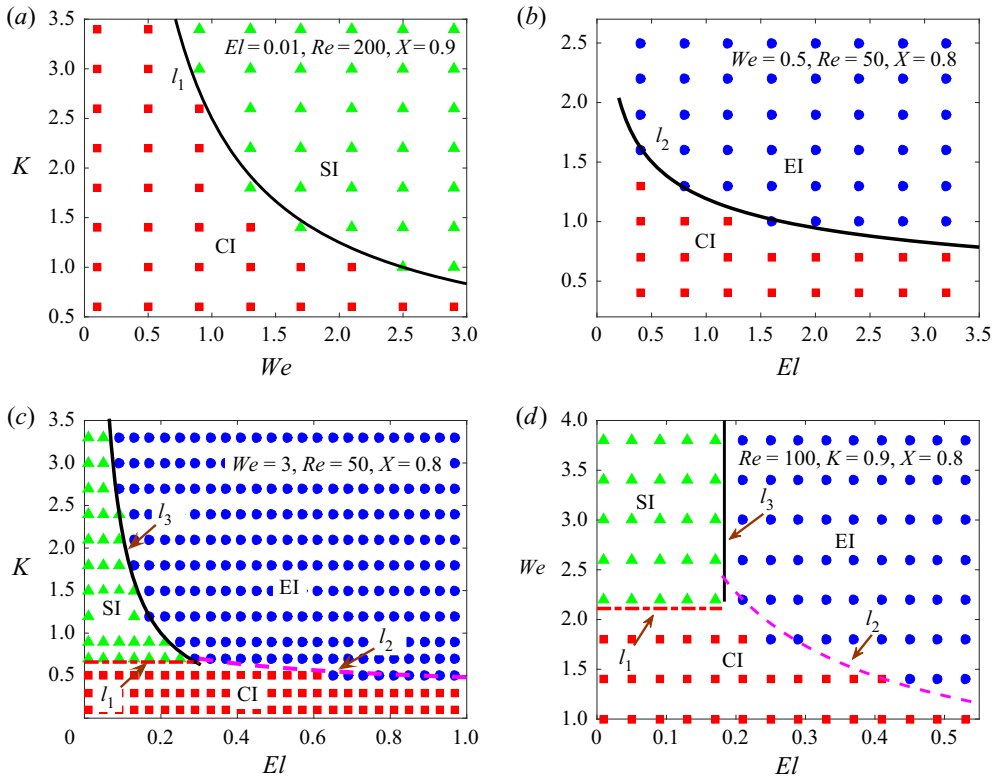 (a)
El = 0.01, Re = 200, X = 0.9
l1
SI
CI
K
3.5
3.0
2.5
2.0
1.5
1.0
0.5
0 0.5 1.0 1.5 2.0 2.5 3.0
We
(b)
We = 0.5, Re = 50, X = 0.8
l2
EI
CI
2.5
2.0
1.5
1.0
0.5
0 0.5 1.0 1.5 2.0 2.5 3.0 3.5
El
(c)
We = 3, Re = 50, X = 0.8
l3
SI
EI
l2
l1
CI
K
3.5
3.0
2.5
2.0
1.5
1.0
0.5
0 0.2 0.4 0.6 0.8 1.0
El
(d)
Re = 100, K = 0.9, X = 0.8
l3
SI
EI
l2
l1
CI
We
4.0
3.5
3.0
2.5
2.0
1.5
1.0
0 0.1 0.2 0.3 0.4 0.5
El